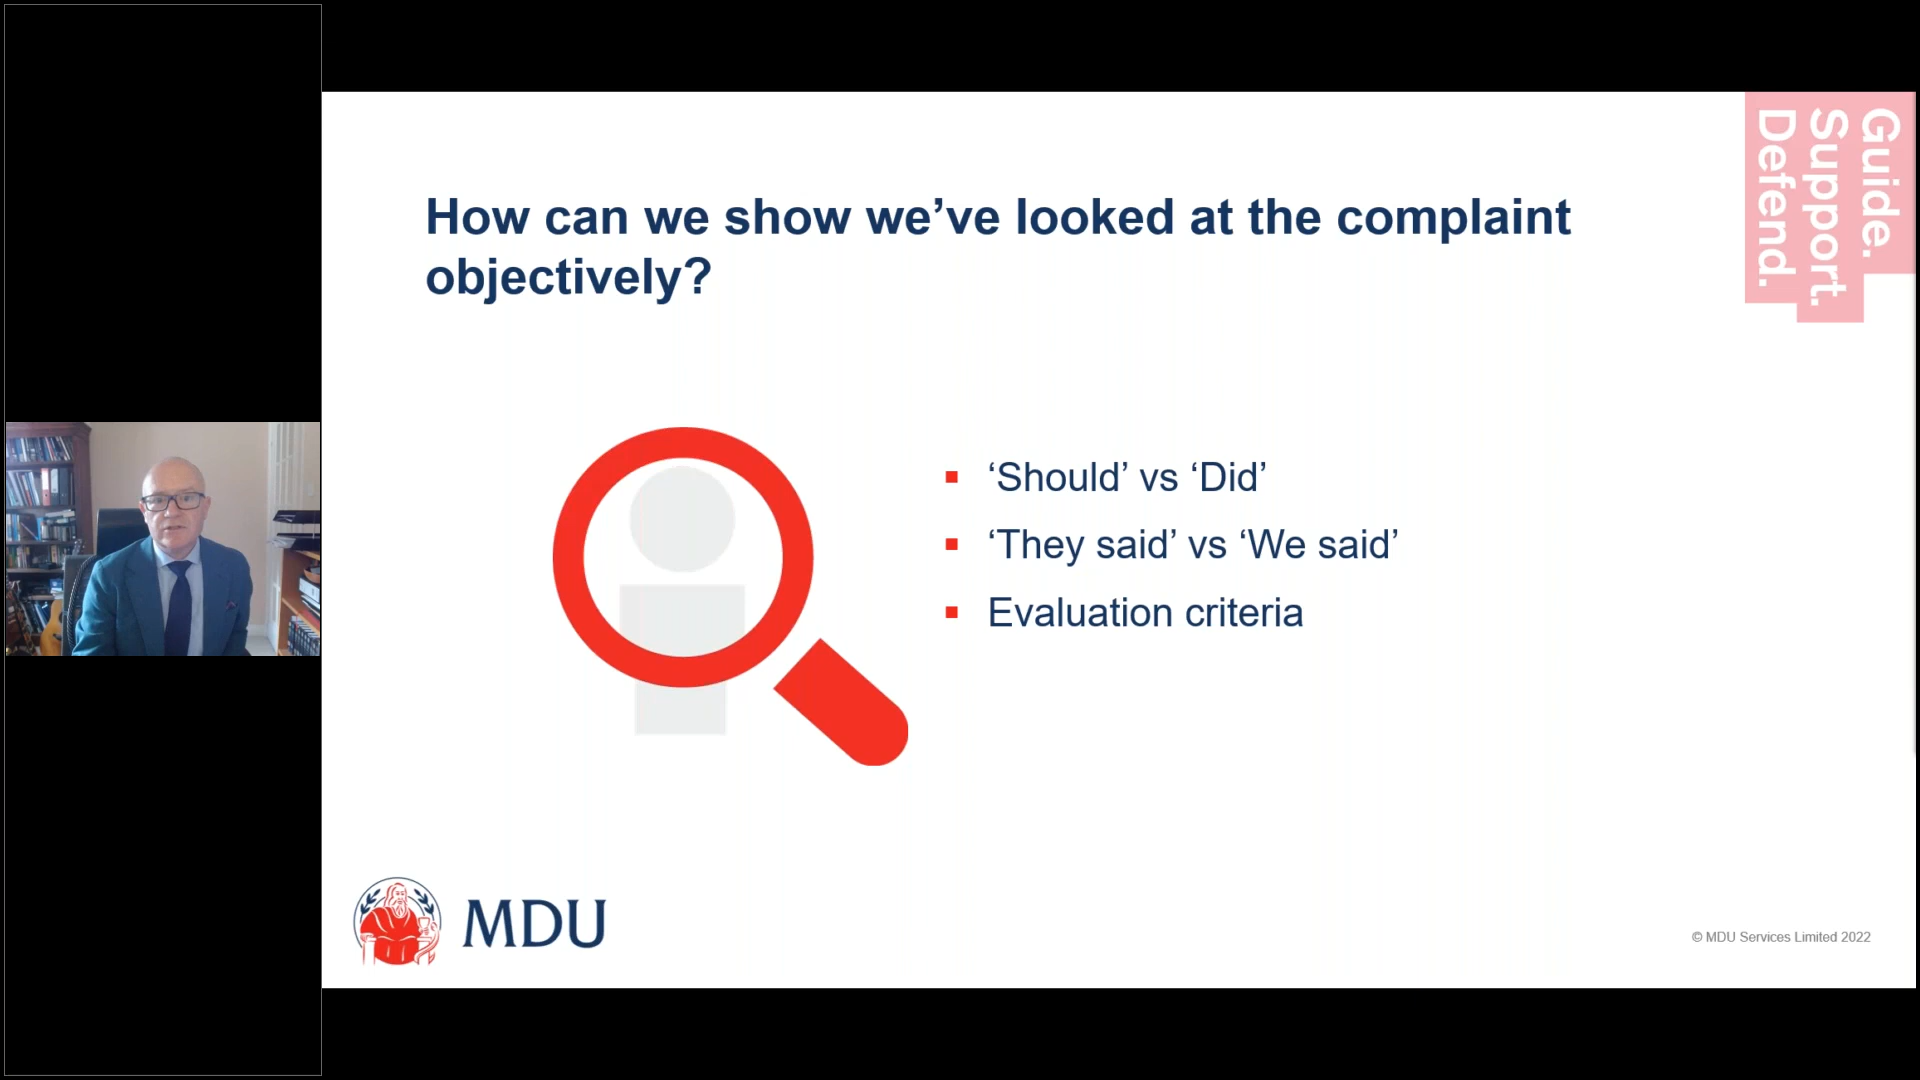 How can we show we’ve looked at the complaint
objectively?
Guide.
Support.
Defend.
▪ ‘Should’ vs ‘Did’
▪ ‘They said’ vs ‘We said’
▪ Evaluation criteria
MDU
© MDU Services Limited 2022